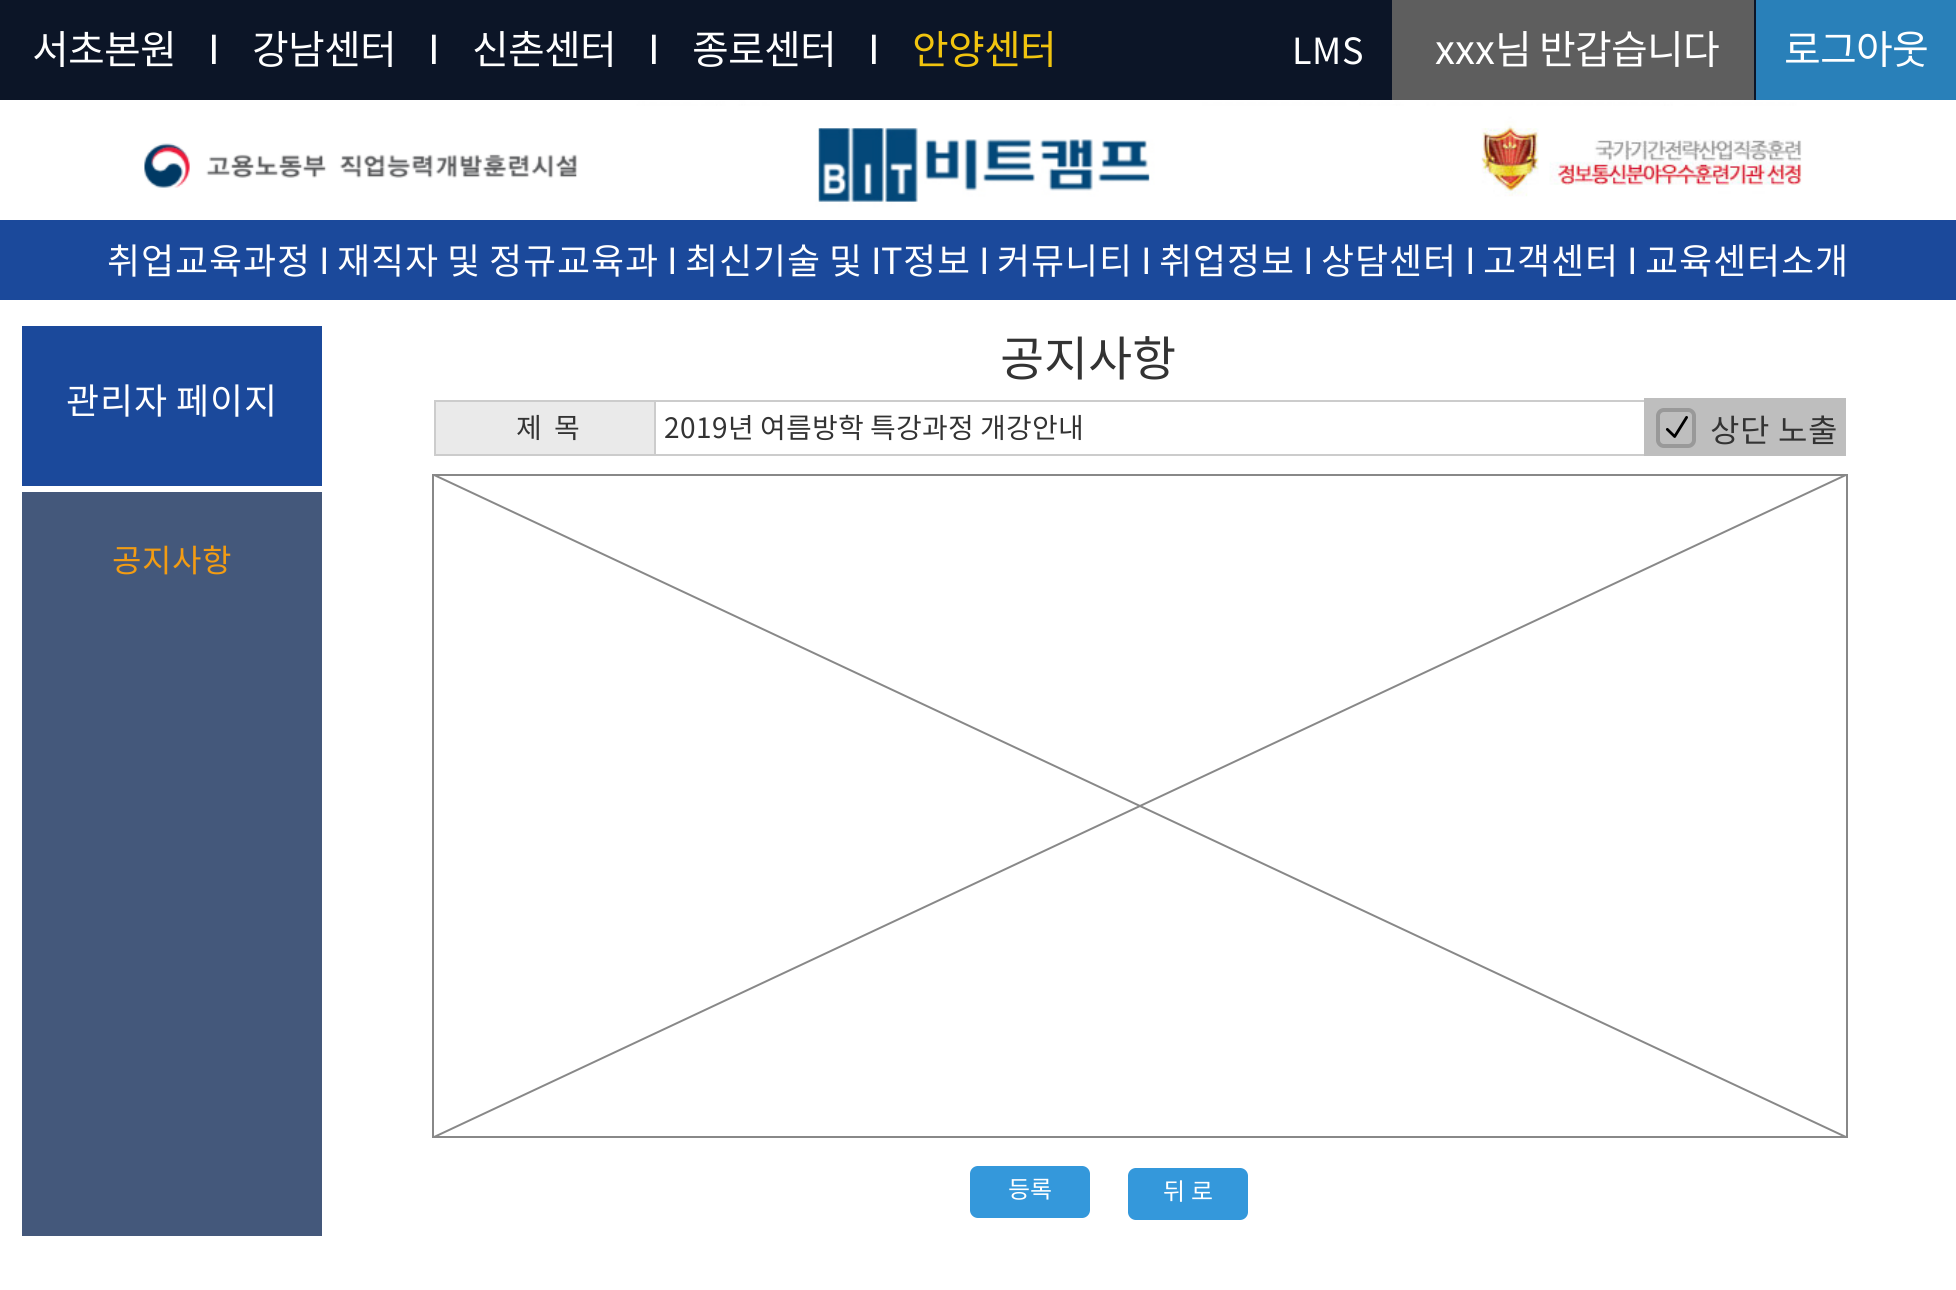 서초본원 I 강남센터 I 신촌센터 I 종로센터 I 안양센터 LMS xxx님 반갑습니다 로그아웃
고용노동부 직업능력개발훈련시설
BIT 비트캠프
국가기간전략산업직종훈련
정보통신분야우수훈련기관 선정
취업교육과정 I 재직자 및 정규교육과 I 최신기술 및 IT정보 I 커뮤니티 I 취업정보 I 상담센터 I 고객센터 I 교육센터소개
관리자 페이지
공지사항
공지사항
제 목 2019년 여름방학 특강과정 개강안내 상단 노출
등록 뒤 로